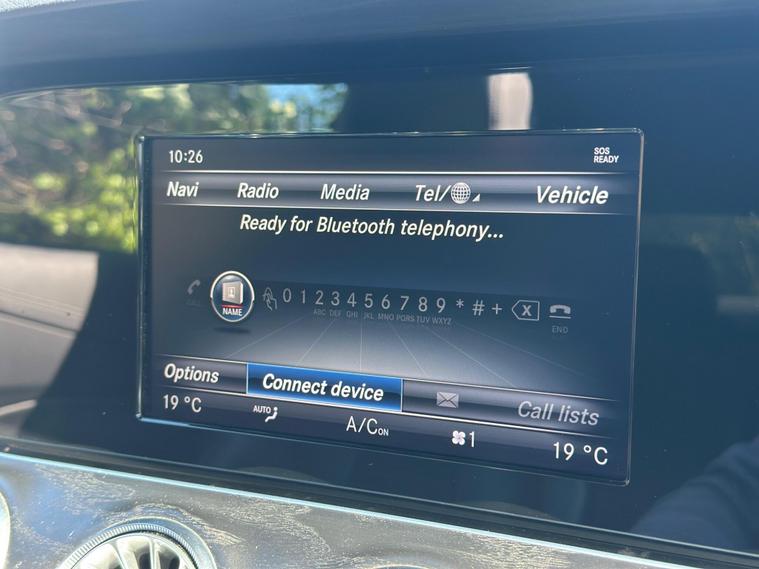 10:26
SOS
READY
Navi Radio Media Tel/ Vehicle
Ready for Bluetooth telephony...
CALL NAME 0 1 2 3 4 5 6 7 8 9 * # + X
ABC DEF GHI JKL MNO PQRS TUV WXYZ END
Options Connect device Call lists
19 °C AUTO A/C ON 1 19 °C